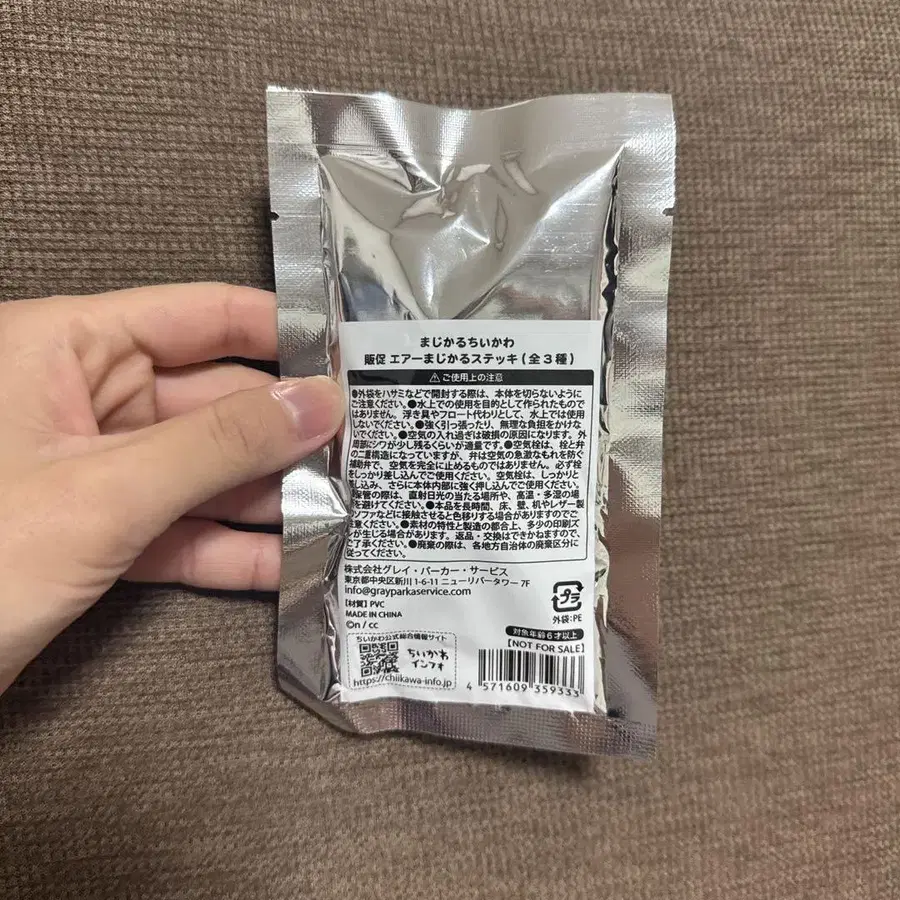 まじかるちいかわ
販促 エアーまじかるステッキ(全3種)
⚠ご使用上の注意
●外袋をハサミなどで開封する際は、本体を切らないように
ご注意ください。●水上での使用を目的として作られたもので
はありません。浮き具やフロート代わりとして、水上では使用
しないでください。●強く引っ張ったり、無理な負担をかけな
いでください。●空気の入れ過ぎは破損の原因になります。外
周部にシワが少し残るくらいが適量です。●空気栓は、栓と弁
の二重構造になっていますが、弁は空気の急激なもれを防ぐ
補助弁で、空気を完全に止めるものではありません。必ず栓
をしっかり差し込んでご使用ください。空気栓は、しっかりと
差し込み、さらに本体内部に強く押し込んでご使用ください。
保管の際は、直射日光の当たる場所や、高温・多湿の場
を避けてください。●本品を長時間、床、壁、机やレザー製
ソファなどに接触させると色移りする場合がありますのでご
注意ください。●素材の特性と製造の都合上、多少の印刷ズ
レが生じる場合があります。返品・交換はできかねますので、
ご了承ください。●廃棄の際は、各地方自治体の廃棄区分に
従ってください。
株式会社グレイ・パーカー・サービス
東京都中央区新川1-6-11 ニューリバータワー 7F
info@grayparkaservice.com
【材質】PVC
MADE IN CHINA
©n / cc
プラ
外袋:PE
対象年齢6才以上
【NOT FOR SALE】
ちいかわ公式総合情報サイト
ちいかわ
インフォ
https://chiikawa-info.jp
4 571609 359333